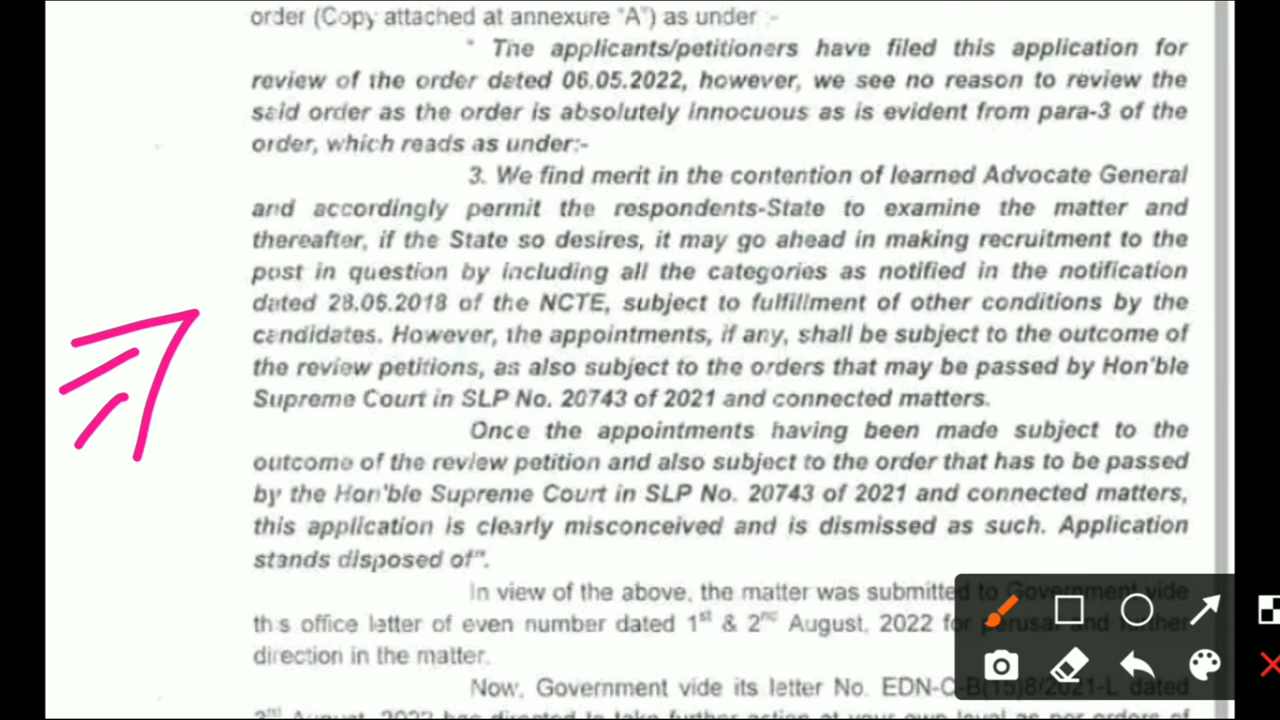 order (Copy attached at annexure "A") as under :-
" The applicants/petitioners have filed this application for
review of the order dated 06.05.2022, however, we see no reason to review the
said order as the order is absolutely innocuous as is evident from para-3 of the
order, which reads as under:-
3. We find merit in the contention of learned Advocate General
and accordingly permit the respondents-State to examine the matter and
thereafter, if the State so desires, it may go ahead in making recruitment to the
post in question by including all the categories as notified in the notification
dated 28.06.2018 of the NCTE, subject to fulfillment of other conditions by the
candidates. However, the appointments, if any, shall be subject to the outcome of
the review petitions, as also subject to the orders that may be passed by Hon'ble
Supreme Court in SLP No. 20743 of 2021 and connected matters.
Once the appointments having been made subject to the
outcome of the review petition and also subject to the order that has to be passed
by the Hon'ble Supreme Court in SLP No. 20743 of 2021 and connected matters,
this application is clearly misconceived and is dismissed as such. Application
stands disposed of".
In view of the above, the matter was submitted to Government vide
this office letter of even number dated 1st & 2nd August, 2022 for perusal and further
direction in the matter.
Now, Government vide its letter No. EDN-C-B(15)8/2021-L dated